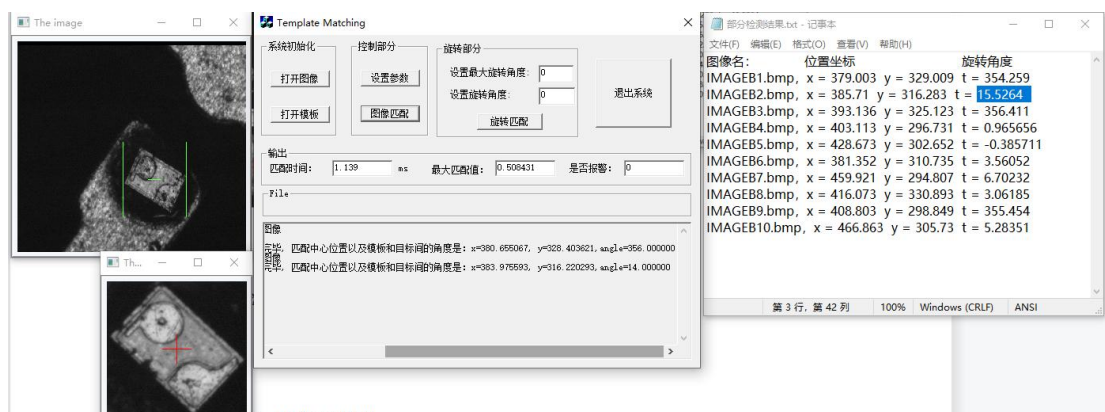 The image
Template Matching
系统初始化
打开图像
打开模板
控制部分
设置参数
图像匹配
旋转部分
设置最大旋转角度: 0
设置旋转角度: 0
旋转匹配
退出系统
输出
匹配时间: 1.139 ms 最大匹配值: 0.508431 是否报警: 0
File
图像
完毕, 匹配中心位置以及模板和目标间的角度是: x=380.655067, y=328.403621, angle=356.000000
图像
完毕, 匹配中心位置以及模板和目标间的角度是: x=383.975593, y=316.220293, angle=14.000000
Th...
部分检测结果.txt - 记事本
文件(F) 编辑(E) 格式(O) 查看(V) 帮助(H)
图像名: 位置坐标 旋转角度
IMAGEB1.bmp, x = 379.003 y = 329.009 t = 354.259
IMAGEB2.bmp, x = 385.71 y = 316.283 t = 15.5264
IMAGEB3.bmp, x = 393.136 y = 325.123 t = 356.411
IMAGEB4.bmp, x = 403.113 y = 296.731 t = 0.965656
IMAGEB5.bmp, x = 428.673 y = 302.652 t = -0.385711
IMAGEB6.bmp, x = 381.352 y = 310.735 t = 3.56052
IMAGEB7.bmp, x = 459.921 y = 294.807 t = 6.70232
IMAGEB8.bmp, x = 416.073 y = 330.893 t = 3.06185
IMAGEB9.bmp, x = 408.803 y = 298.849 t = 355.454
IMAGEB10.bmp, x = 466.863 y = 305.73 t = 5.28351
第 3 行, 第 42 列 100% Windows (CRLF) ANSI